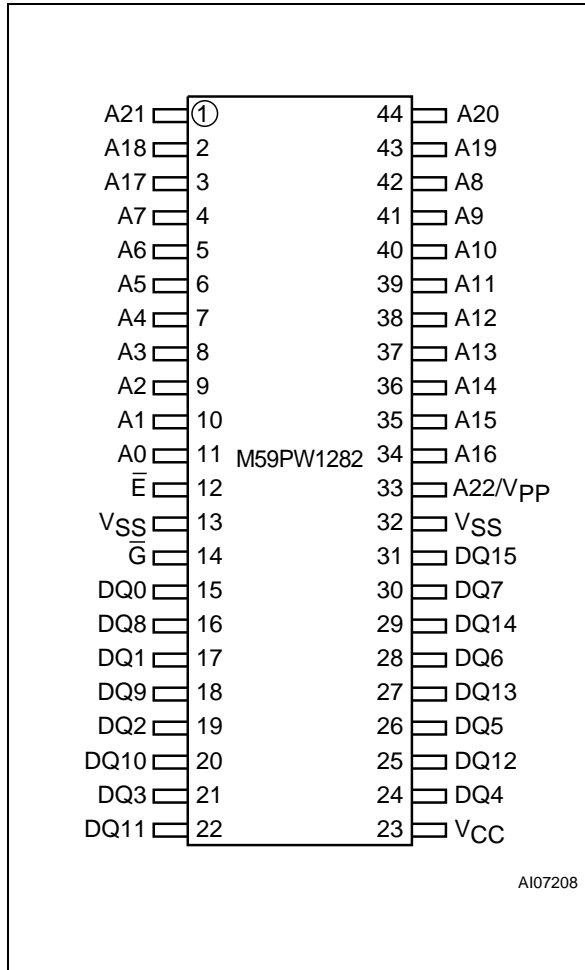 A21 1 44 A20
A18 2 43 A19
A17 3 42 A8
A7 4 41 A9
A6 5 40 A10
A5 6 39 A11
A4 7 38 A12
A3 8 37 A13
A2 9 36 A14
A1 10 35 A15
A0 11 M59PW1282 34 A16
E̅ 12 33 A22/VPP
VSS 13 32 VSS
G̅ 14 31 DQ15
DQ0 15 30 DQ7
DQ8 16 29 DQ14
DQ1 17 28 DQ6
DQ9 18 27 DQ13
DQ2 19 26 DQ5
DQ10 20 25 DQ12
DQ3 21 24 DQ4
DQ11 22 23 VCC
AI07208